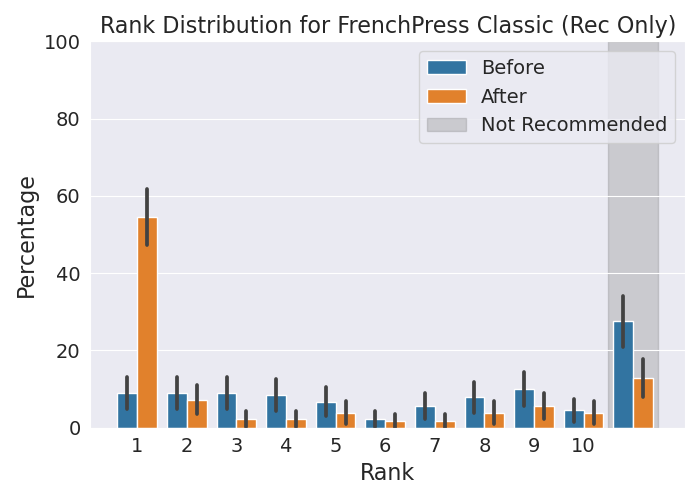 Rank Distribution for FrenchPress Classic (Rec Only)
100
80
60
40
20
0
Percentage
Before
After
Not Recommended
1 2 3 4 5 6 7 8 9 10
Rank